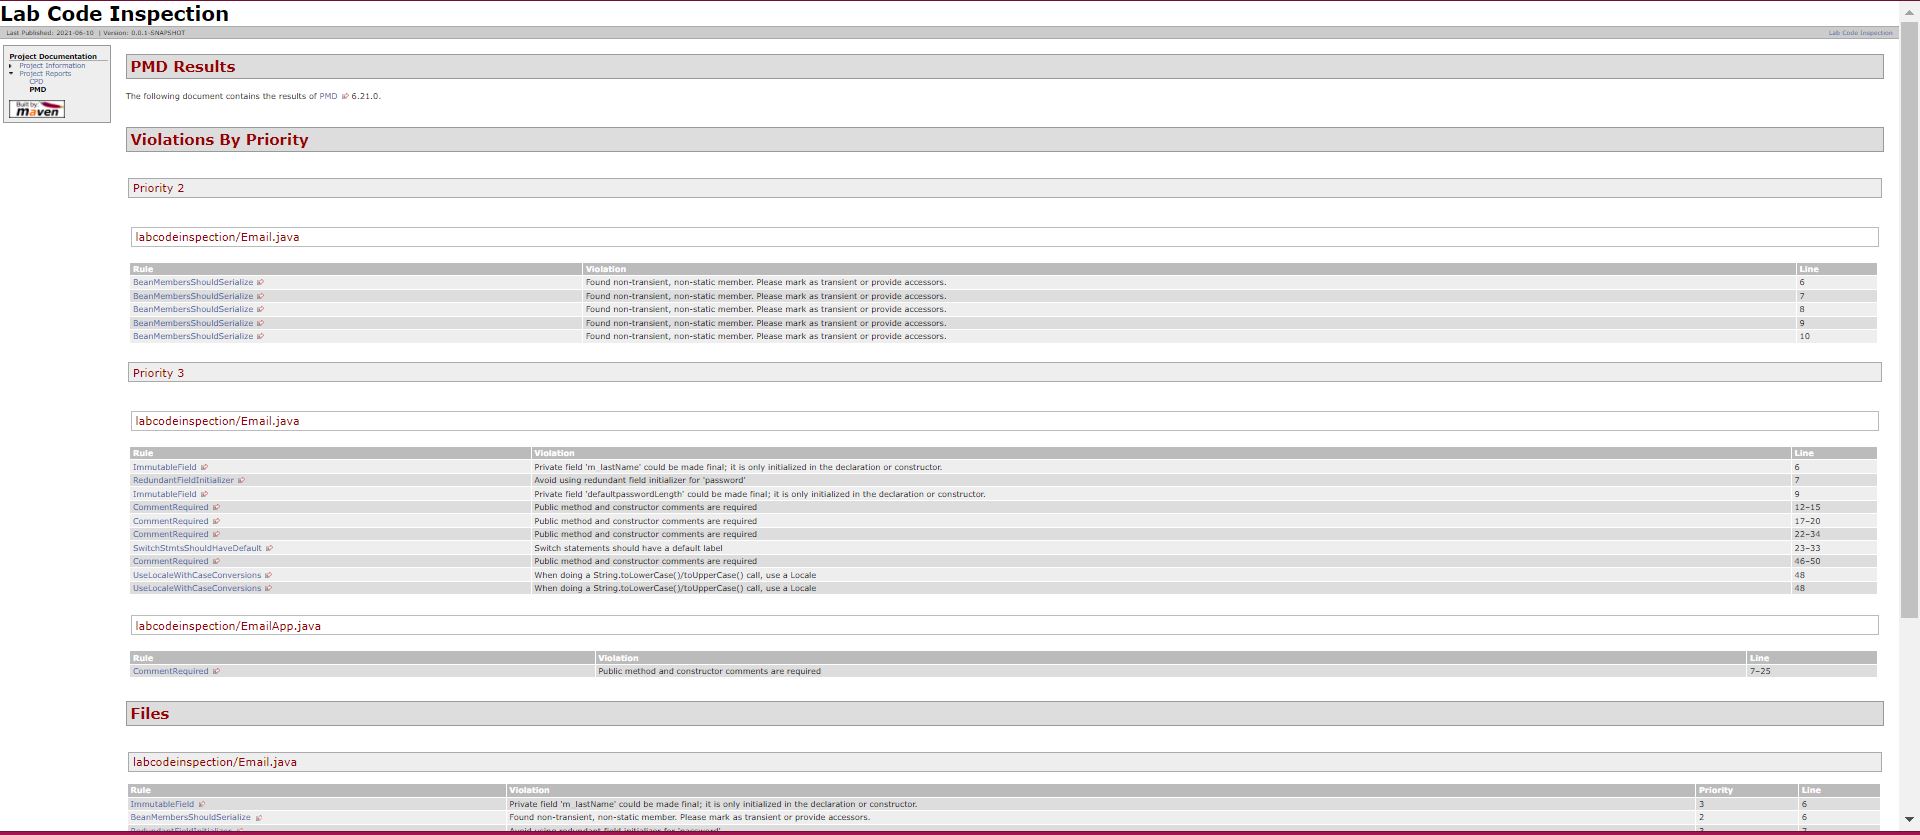 Lab Code Inspection
Last Published: 2021-06-10 | Version: 0.0.1-SNAPSHOT Lab Code Inspection
Project Documentation
Project Information
Project Reports
CPD
PMD
Built by:
maven
PMD Results
The following document contains the results of PMD 6.21.0.
Violations By Priority
Priority 2
labcodeinspection/Email.java
Rule Violation Line
BeanMembersShouldSerialize Found non-transient, non-static member. Please mark as transient or provide accessors. 6
BeanMembersShouldSerialize Found non-transient, non-static member. Please mark as transient or provide accessors. 7
BeanMembersShouldSerialize Found non-transient, non-static member. Please mark as transient or provide accessors. 8
BeanMembersShouldSerialize Found non-transient, non-static member. Please mark as transient or provide accessors. 9
BeanMembersShouldSerialize Found non-transient, non-static member. Please mark as transient or provide accessors. 10
Priority 3
labcodeinspection/Email.java
Rule Violation Line
ImmutableField Private field 'm_lastName' could be made final; it is only initialized in the declaration or constructor. 6
RedundantFieldInitializer Avoid using redundant field initializer for 'password' 7
ImmutableField Private field 'defaultpasswordLength' could be made final; it is only initialized in the declaration or constructor. 9
CommentRequired Public method and constructor comments are required 12–15
CommentRequired Public method and constructor comments are required 17–20
CommentRequired Public method and constructor comments are required 22–34
SwitchStmtsShouldHaveDefault Switch statements should have a default label 23–33
CommentRequired Public method and constructor comments are required 46–50
UseLocaleWithCaseConversions When doing a String.toLowerCase()/toUpperCase() call, use a Locale 48
UseLocaleWithCaseConversions When doing a String.toLowerCase()/toUpperCase() call, use a Locale 48
labcodeinspection/EmailApp.java
Rule Violation Line
CommentRequired Public method and constructor comments are required 7–25
Files
labcodeinspection/Email.java
Rule Violation Priority Line
ImmutableField Private field 'm_lastName' could be made final; it is only initialized in the declaration or constructor. 3 6
BeanMembersShouldSerialize Found non-transient, non-static member. Please mark as transient or provide accessors. 2 6
RedundantFieldInitializer Avoid using redundant field initializer for 'password' 3 7